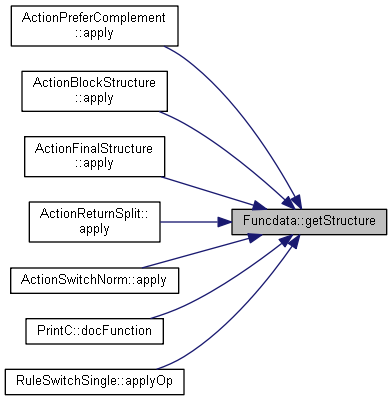 ActionPreferComplement
::apply
ActionBlockStructure
::apply
ActionFinalStructure
::apply
ActionReturnSplit::
apply
Funcdata::getStructure
ActionSwitchNorm::apply
PrintC::docFunction
RuleSwitchSingle::applyOp